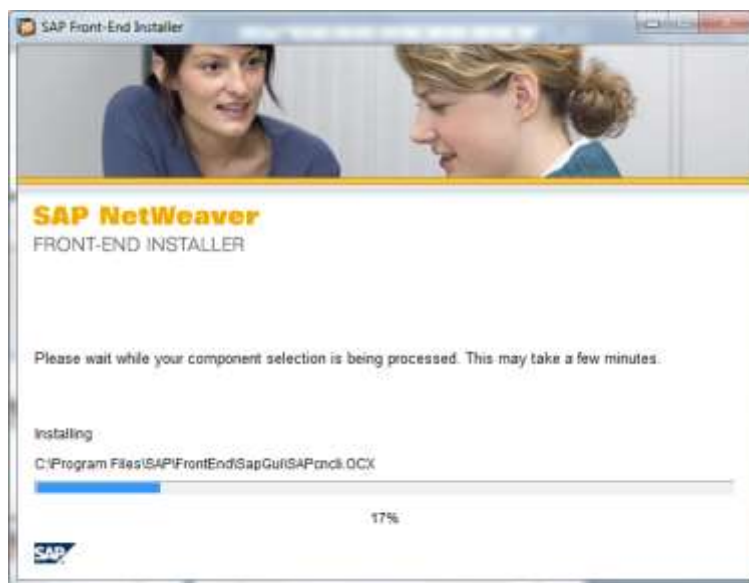 SAP Front-End Installer
SAP NetWeaver
FRONT-END INSTALLER
Please wait while your component selection is being processed. This may take a few minutes.
Installing
C:\Program Files\SAP\FrontEnd\SapGui\SAPcncli.OCX
17%
SAP